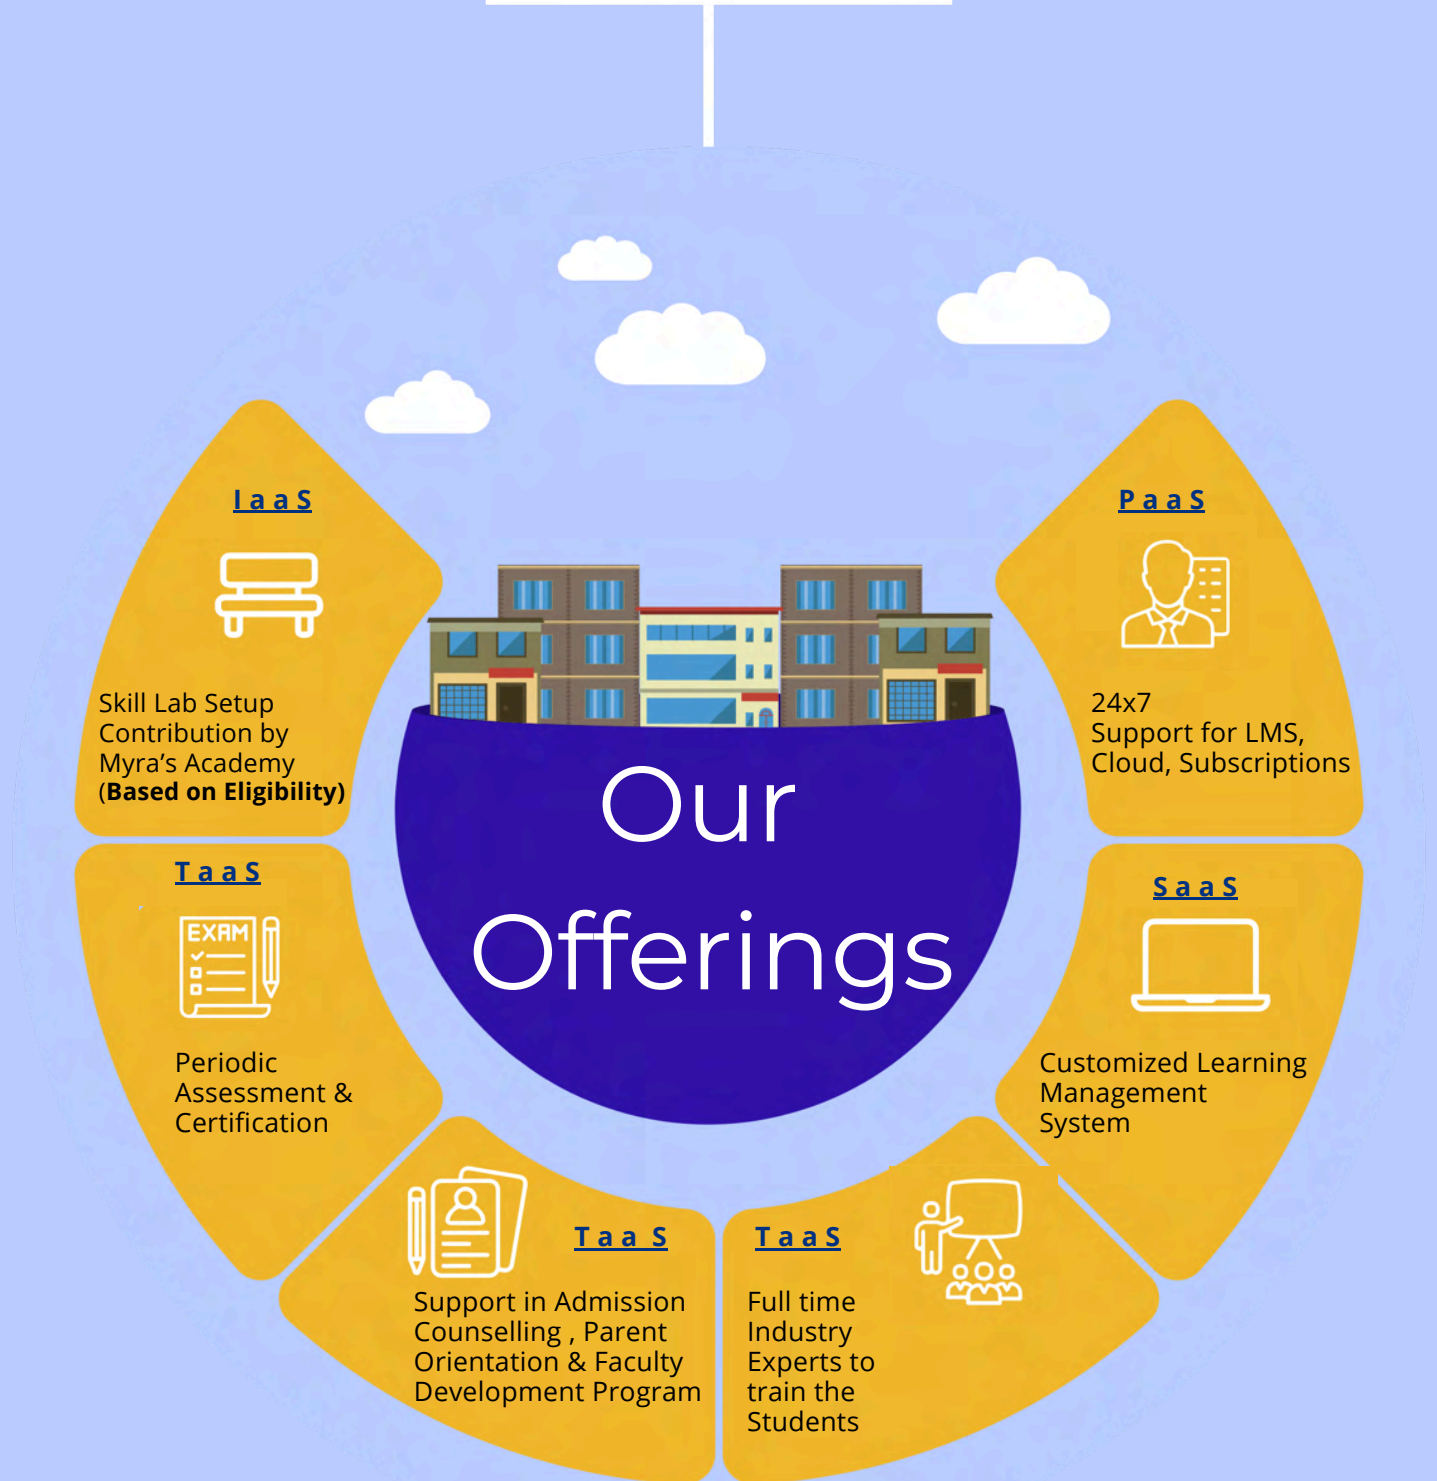 IaaS
Skill Lab Setup
Contribution by
Myra’s Academy
(Based on Eligibility)
PaaS
24x7
Support for LMS,
Cloud, Subscriptions
Our
Offerings
TaaS
EXAM
Periodic
Assessment &
Certification
SaaS
Customized Learning
Management
System
TaaS
Support in Admission
Counselling , Parent
Orientation & Faculty
Development Program
TaaS
Full time
Industry
Experts to
train the
Students